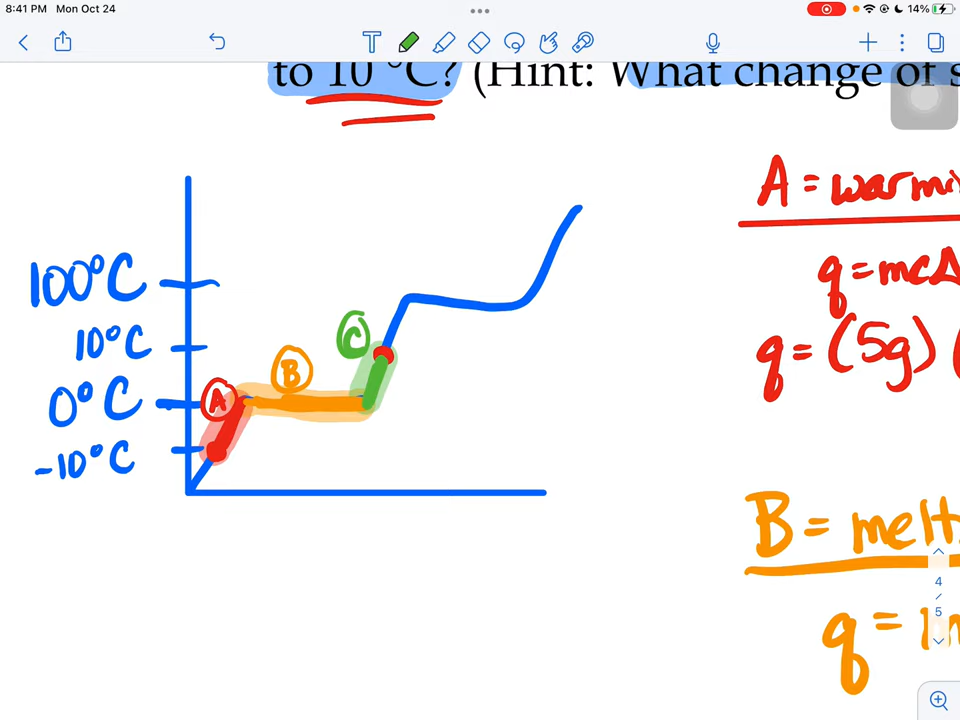 8:41 PM Mon Oct 24
14%
T
to 10 °C? (Hint: What change of s
100°C
10°C
0°C
-10°C
A
B
C
A = warmi
q = mcΔ
q = (5g) (
B = melt
q =
4
/
5